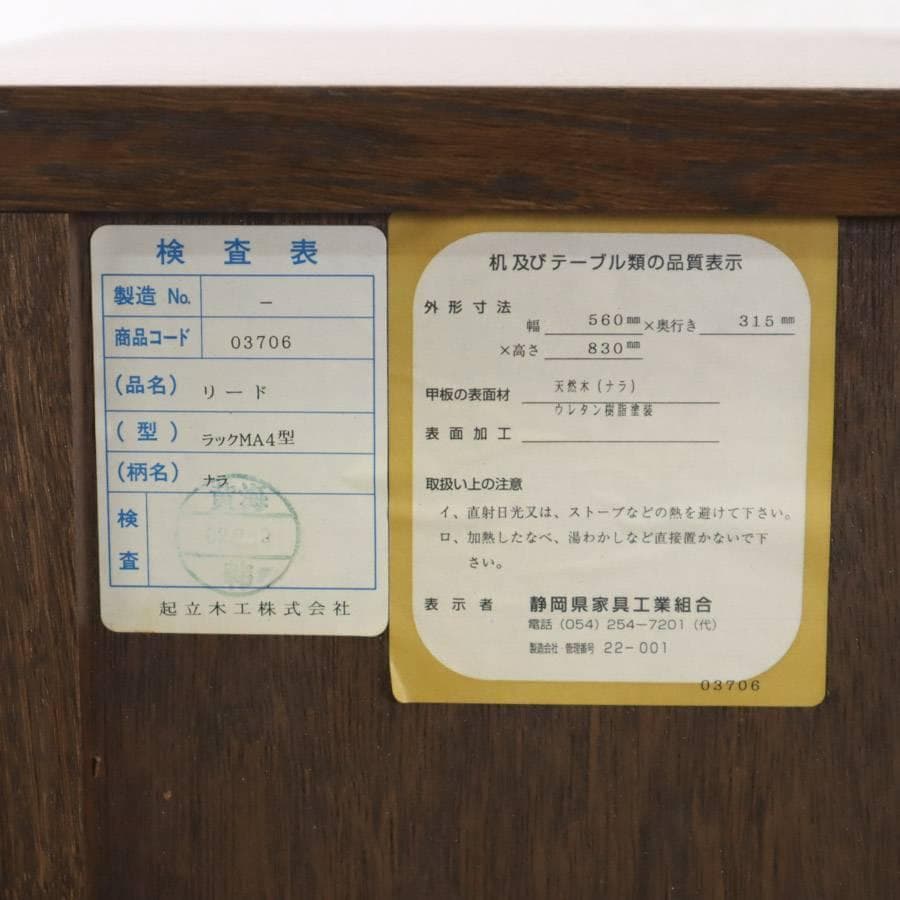 検査表
製造 No. －
商品コード 03706
(品名) リード
(型) ラックMA4型
(柄名) ナラ
検査
起立木工株式会社
机及びテーブル類の品質表示
外形寸法
幅 560mm ×奥行き 315mm
×高さ 830mm
甲板の表面材 天然木(ナラ)
ウレタン樹脂塗装
表面加工
取扱い上の注意
イ、直射日光又は、ストーブなどの熱を避けて下さい。
ロ、加熱したなべ、湯わかしなど直接置かないで下
さい。
表示者 静岡県家具工業組合
電話(054)254-7201(代)
製造会社・管理番号 22-001
03706